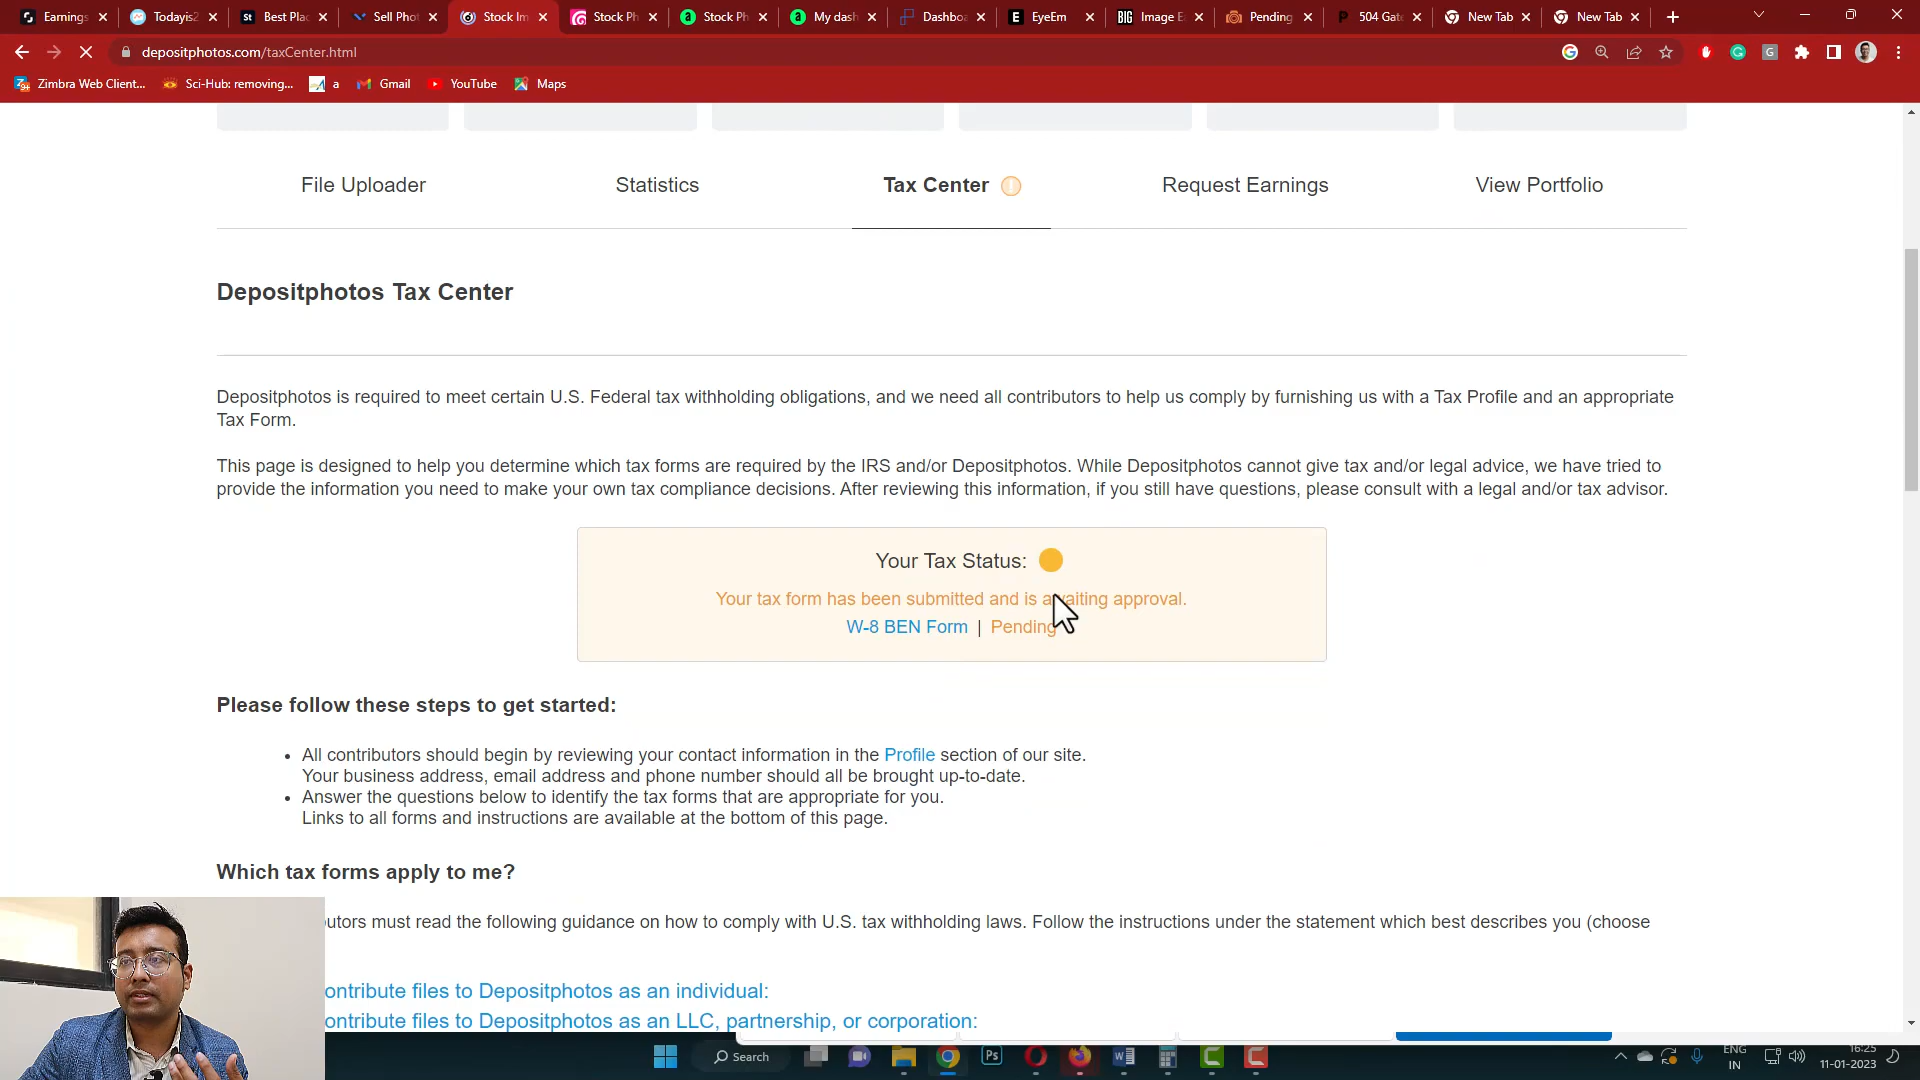 Earnings
Todayis2
Best Plac
Sell Phot
Stock Im
Stock Ph
Stock Ph
My dash
Dashboa
EyeEm
BIG Image E
Pending
504 Gate
New Tab
New Tab
depositphotos.com/taxCenter.html
Zimbra Web Client...
Sci-Hub: removing...
a
Gmail
YouTube
Maps
File Uploader
Statistics
Tax Center
Request Earnings
View Portfolio
Depositphotos Tax Center
Depositphotos is required to meet certain U.S. Federal tax withholding obligations, and we need all contributors to help us comply by furnishing us with a Tax Profile and an appropriate
Tax Form.
This page is designed to help you determine which tax forms are required by the IRS and/or Depositphotos. While Depositphotos cannot give tax and/or legal advice, we have tried to
provide the information you need to make your own tax compliance decisions. After reviewing this information, if you still have questions, please consult with a legal and/or tax advisor.
Your Tax Status:
Your tax form has been submitted and is awaiting approval.
W-8 BEN Form | Pending
Please follow these steps to get started:
• All contributors should begin by reviewing your contact information in the Profile section of our site.
Your business address, email address and phone number should all be brought up-to-date.
• Answer the questions below to identify the tax forms that are appropriate for you.
Links to all forms and instructions are available at the bottom of this page.
Which tax forms apply to me?
butors must read the following guidance on how to comply with U.S. tax withholding laws. Follow the instructions under the statement which best describes you (choose
ontribute files to Depositphotos as an individual:
ontribute files to Depositphotos as an LLC, partnership, or corporation:
Search
Ps
ENG
IN
16:25
11-01-2023